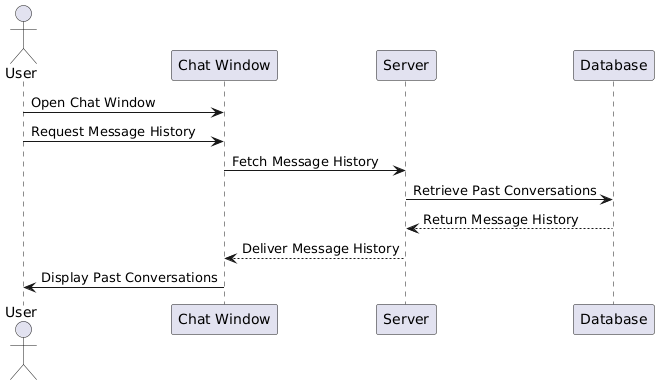 User
Chat Window
Server
Database
Open Chat Window
Request Message History
Fetch Message History
Retrieve Past Conversations
Return Message History
Deliver Message History
Display Past Conversations
User
Chat Window
Server
Database